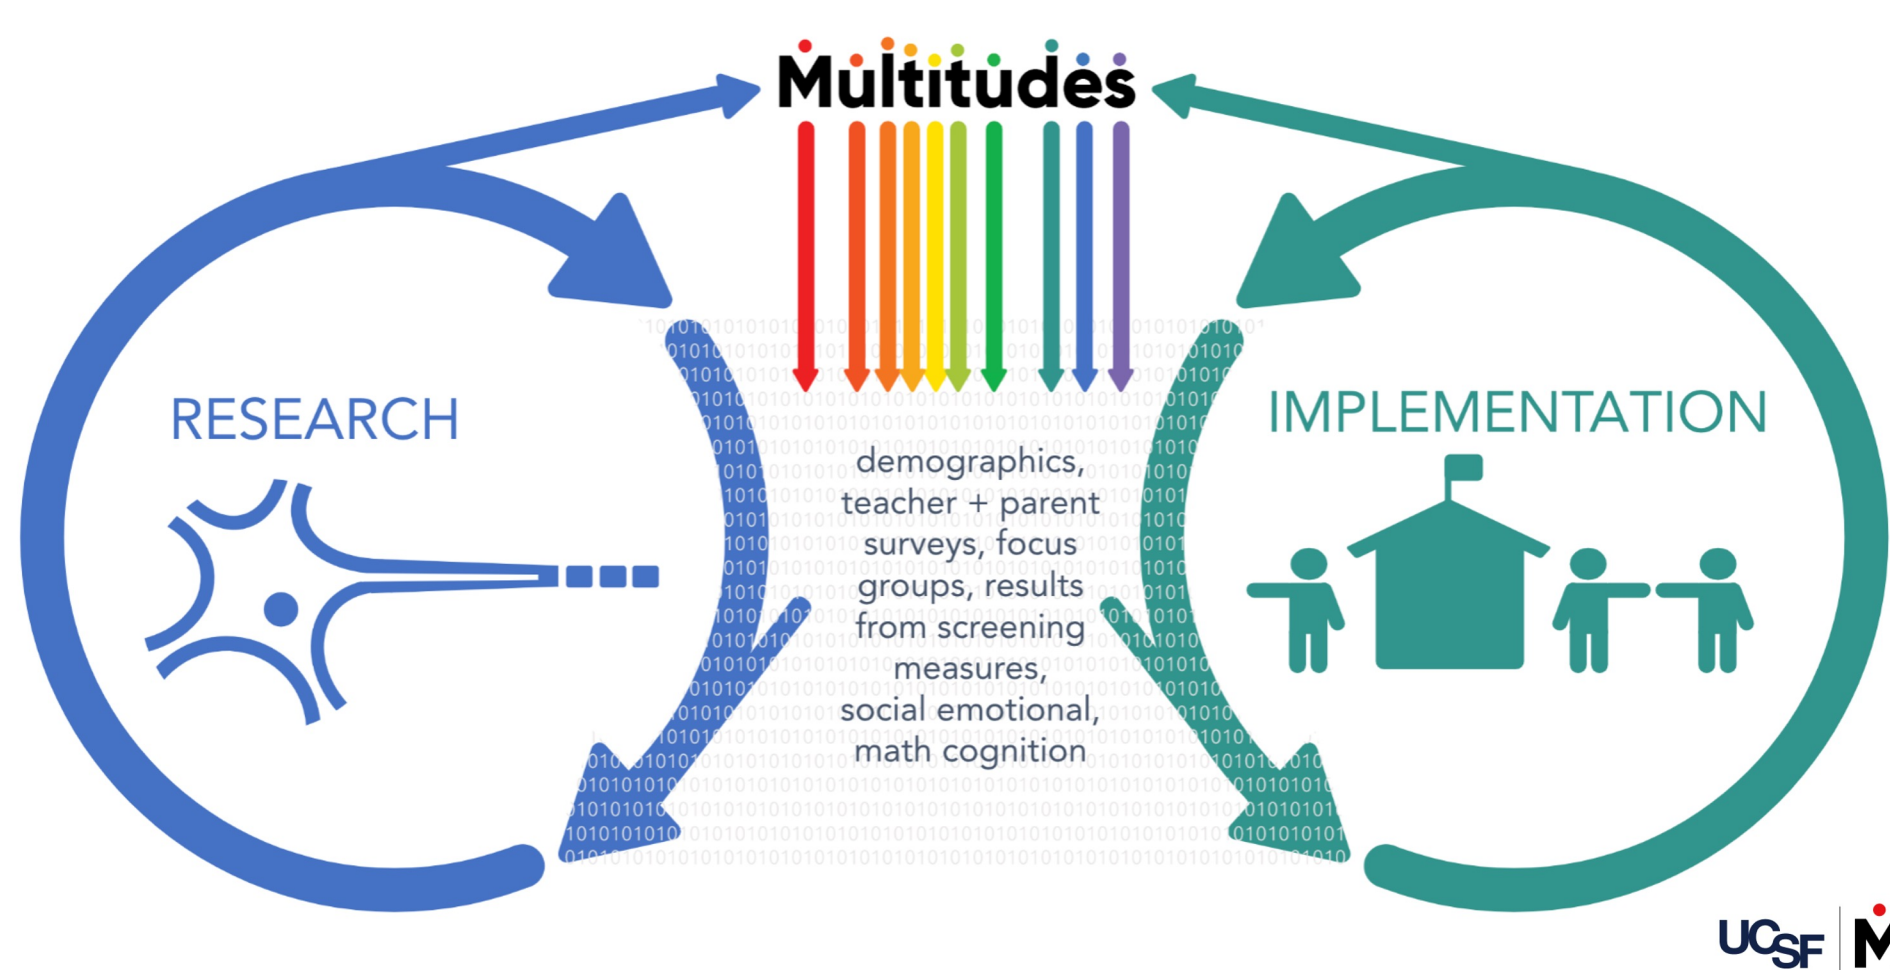 Multitudes
RESEARCH
IMPLEMENTATION
demographics,
teacher + parent
surveys, focus
groups, results
from screening
measures,
social emotional,
math cognition
UCSF
M